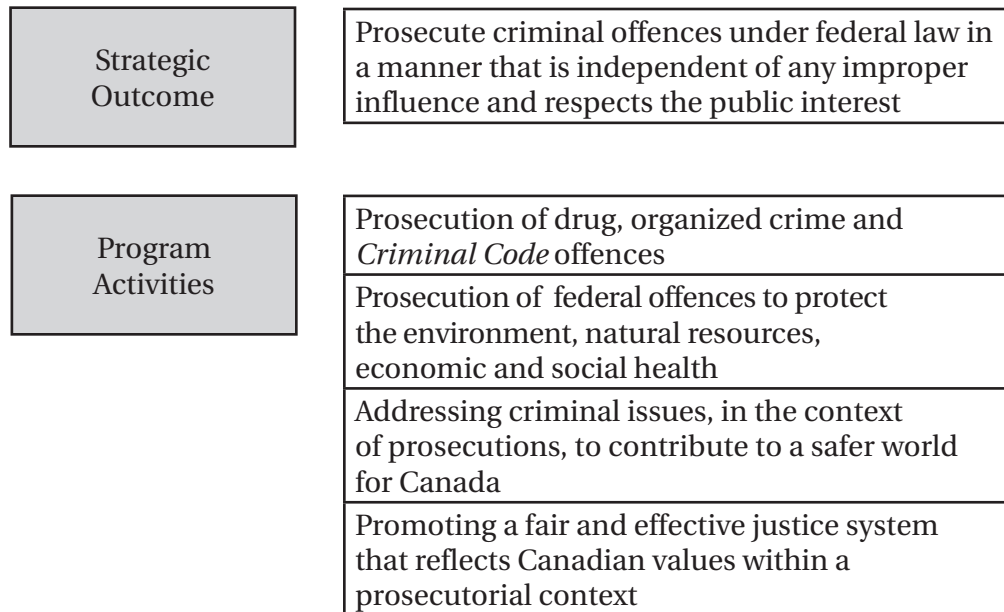 Strategic
Outcome
Prosecute criminal offences under federal law in
a manner that is independent of any improper
influence and respects the public interest
Program
Activities
Prosecution of drug, organized crime and
Criminal Code offences
Prosecution of federal offences to protect
the environment, natural resources,
economic and social health
Addressing criminal issues, in the context
of prosecutions, to contribute to a safer world
for Canada
Promoting a fair and effective justice system
that reflects Canadian values within a
prosecutorial context